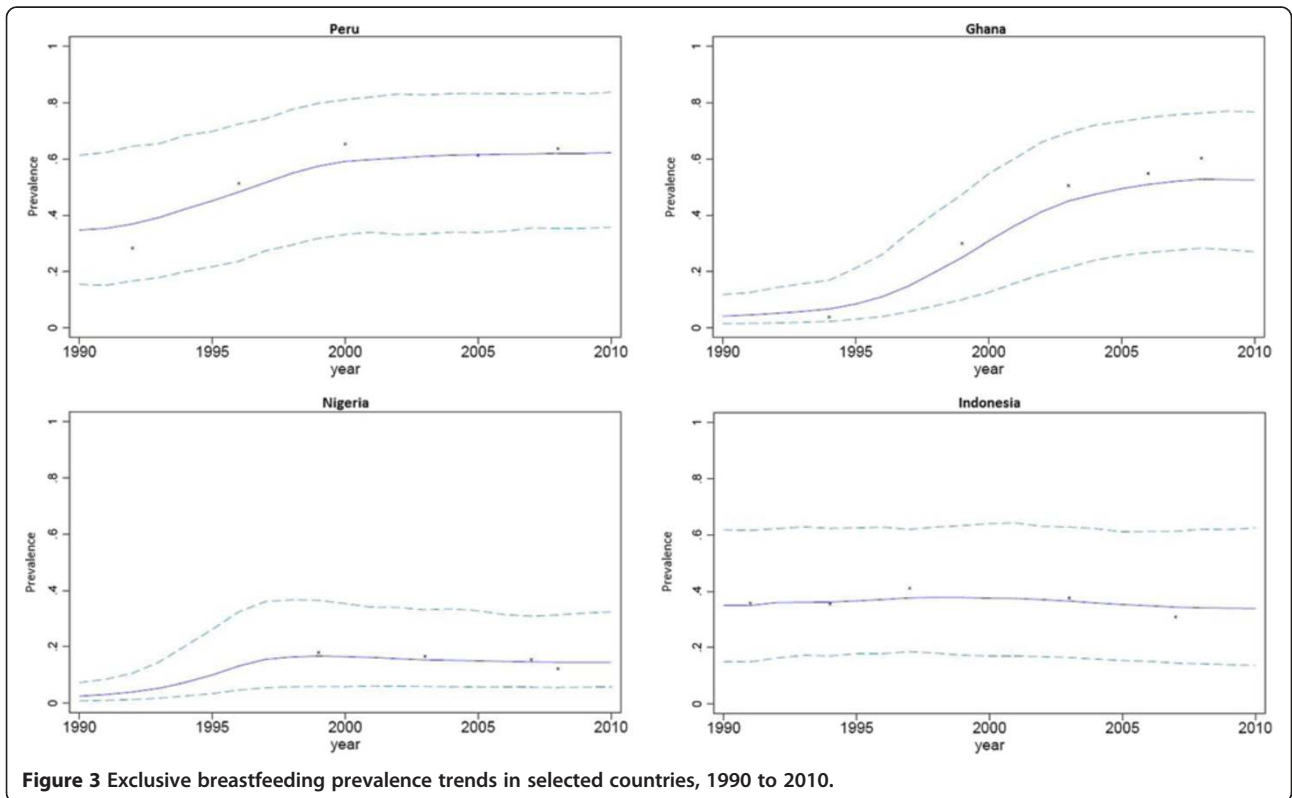 Peru
Prevalence
1
.8
.6
.4
.2
0
1990 1995 2000 2005 2010
year
Ghana
Prevalence
1
.8
.6
.4
.2
0
1990 1995 2000 2005 2010
year
Nigeria
Prevalence
1
.8
.6
.4
.2
0
1990 1995 2000 2005 2010
year
Indonesia
Prevalence
1
.8
.6
.4
.2
0
1990 1995 2000 2005 2010
year
Figure 3 Exclusive breastfeeding prevalence trends in selected countries, 1990 to 2010.